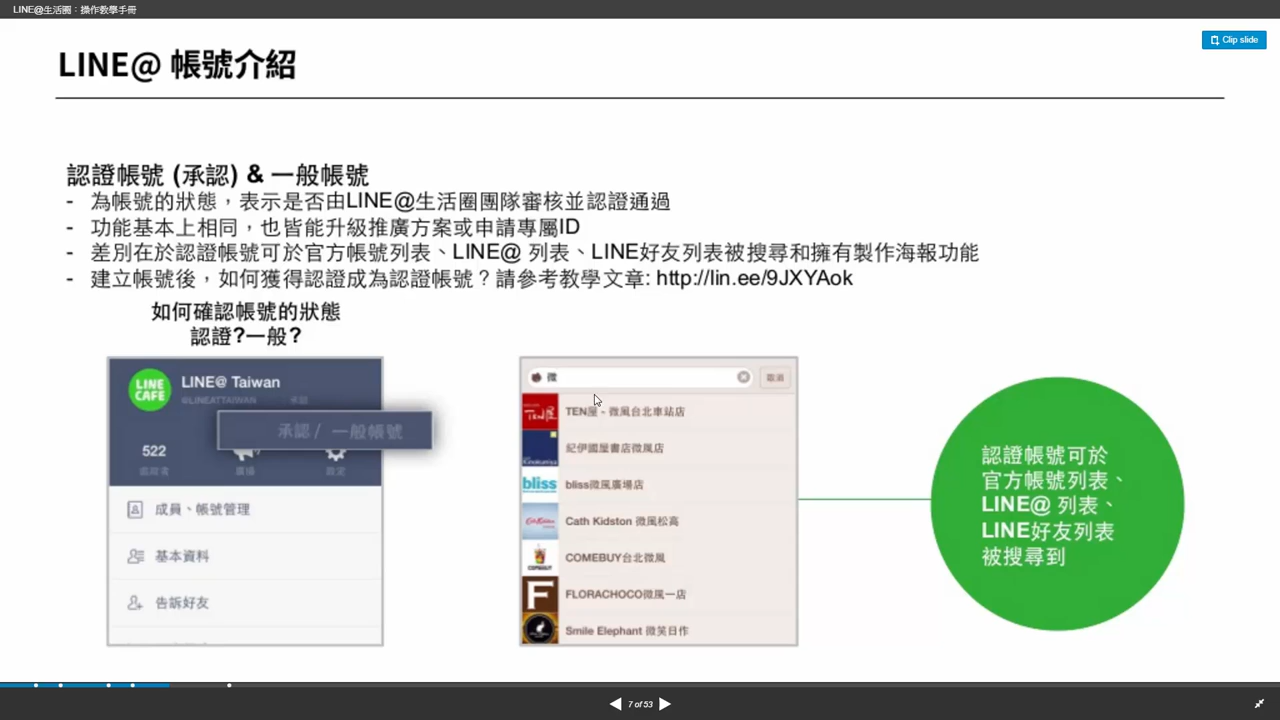 LINE@生活圈：操作教學手冊
Clip slide
LINE@ 帳號介紹
認證帳號 (承認) & 一般帳號
- 為帳號的狀態，表示是否由LINE@生活圈團隊審核並認證通過
- 功能基本上相同，也皆能升級推廣方案或申請專屬ID
- 差別在於認證帳號可於官方帳號列表、LINE@ 列表、LINE好友列表被搜尋和擁有製作海報功能
- 建立帳號後，如何獲得認證成為認證帳號？請參考教學文章: http://lin.ee/9JXYAok
如何確認帳號的狀態
認證?一般?
LINE CAFE
LINE@ Taiwan
@LINEATTAIWAN 承認
承認 / 一般帳號
522
設定
成員、帳號管理
基本資料
告訴好友
微
取消
TEN屋 - 微風台北車站店
紀伊國屋書店微風店
bliss
bliss微風廣場店
Cath Kidston 微風松高
COMEBUY台北微風
F
FLORACHOCO微風一店
Smile Elephant 微笑日作
認證帳號可於
官方帳號列表、
LINE@ 列表、
LINE好友列表
被搜尋到
7 of 53